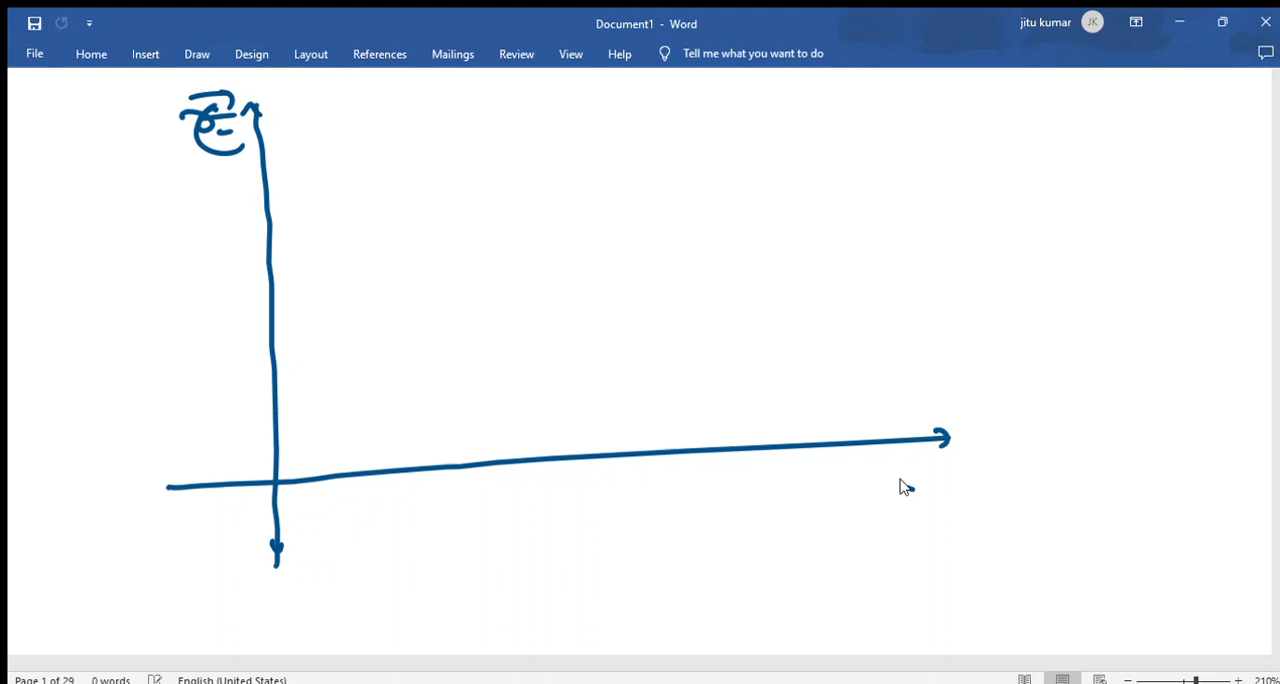 Document1 - Word
jitu kumar JK
File Home Insert Draw Design Layout References Mailings Review View Help Tell me what you want to do
Page 1 of 29 0 words English (United States) 210%